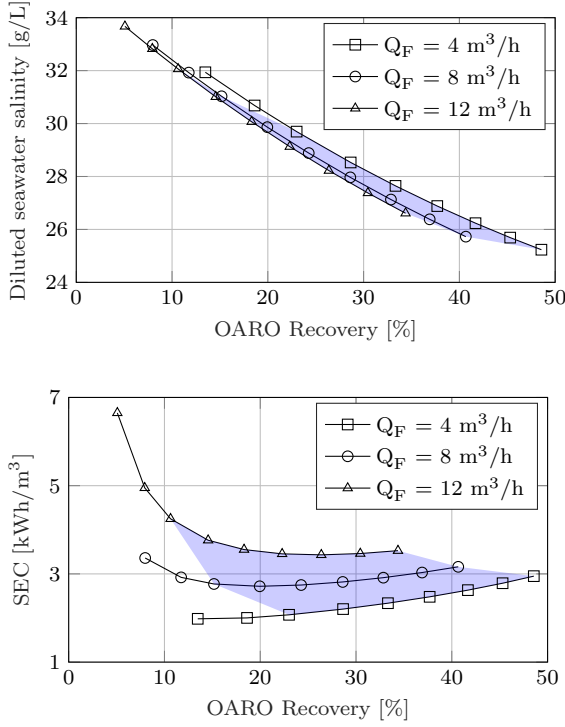 34
32
30
28
26
24
0
10
20
30
40
50
Diluted seawater salinity [g/L]
OARO Recovery [%]
Q_F = 4 m³/h
Q_F = 8 m³/h
Q_F = 12 m³/h
7
5
3
1
0
10
20
30
40
50
SEC [kWh/m³]
OARO Recovery [%]
Q_F = 4 m³/h
Q_F = 8 m³/h
Q_F = 12 m³/h